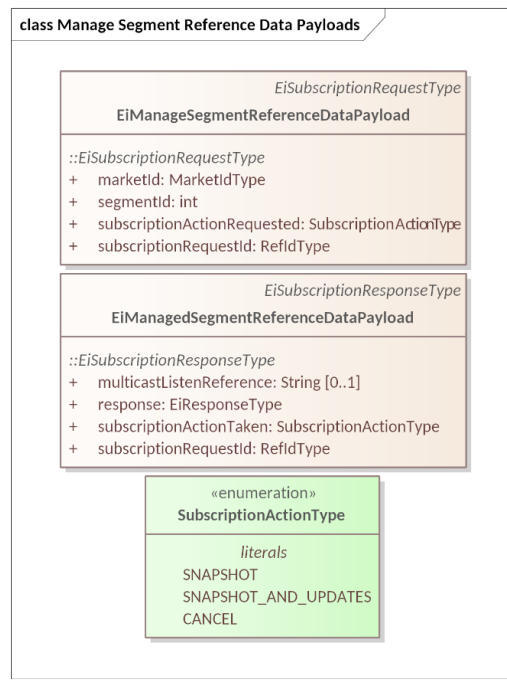 class Manage Segment Reference Data Payloads
EiSubscriptionRequestType
EiManageSegmentReferenceDataPayload
::EiSubscriptionRequestType
+ marketId: MarketIdType
+ segmentId: int
+ subscriptionActionRequested: SubscriptionActionType
+ subscriptionRequestId: RefIdType
EiSubscriptionResponseType
EiManagedSegmentReferenceDataPayload
::EiSubscriptionResponseType
+ multicastListenReference: String [0..1]
+ response: EiResponseType
+ subscriptionActionTaken: SubscriptionActionType
+ subscriptionRequestId: RefIdType
«enumeration»
SubscriptionActionType
literals
SNAPSHOT
SNAPSHOT_AND_UPDATES
CANCEL